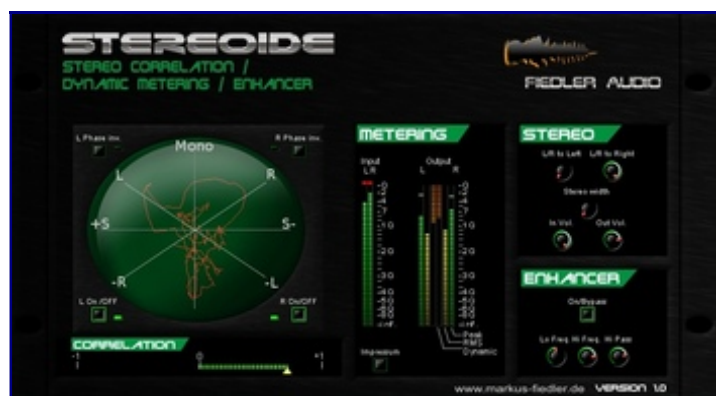 STEREOIDE
STEREO CORRELATION /
DYNAMIC METERING / ENHANCER
FIEDLER AUDIO
L Phase inv.
R Phase inv.
Mono
L
R
+S
S-
-R
-L
L On/OFF
R On/OFF
CORRELATION
-1
0
+1
METERING
Input
L R
Output
L R
Peak
RMS
Dynamic
Impressum
STEREO
L/R to Left
L/R to Right
Stereo width
In Vol.
Out Vol.
ENHANCER
On/Bypass
Lo Freq.
Hi Freq.
Hi Pass
www.markus-fiedler.de
VERSION 1.0